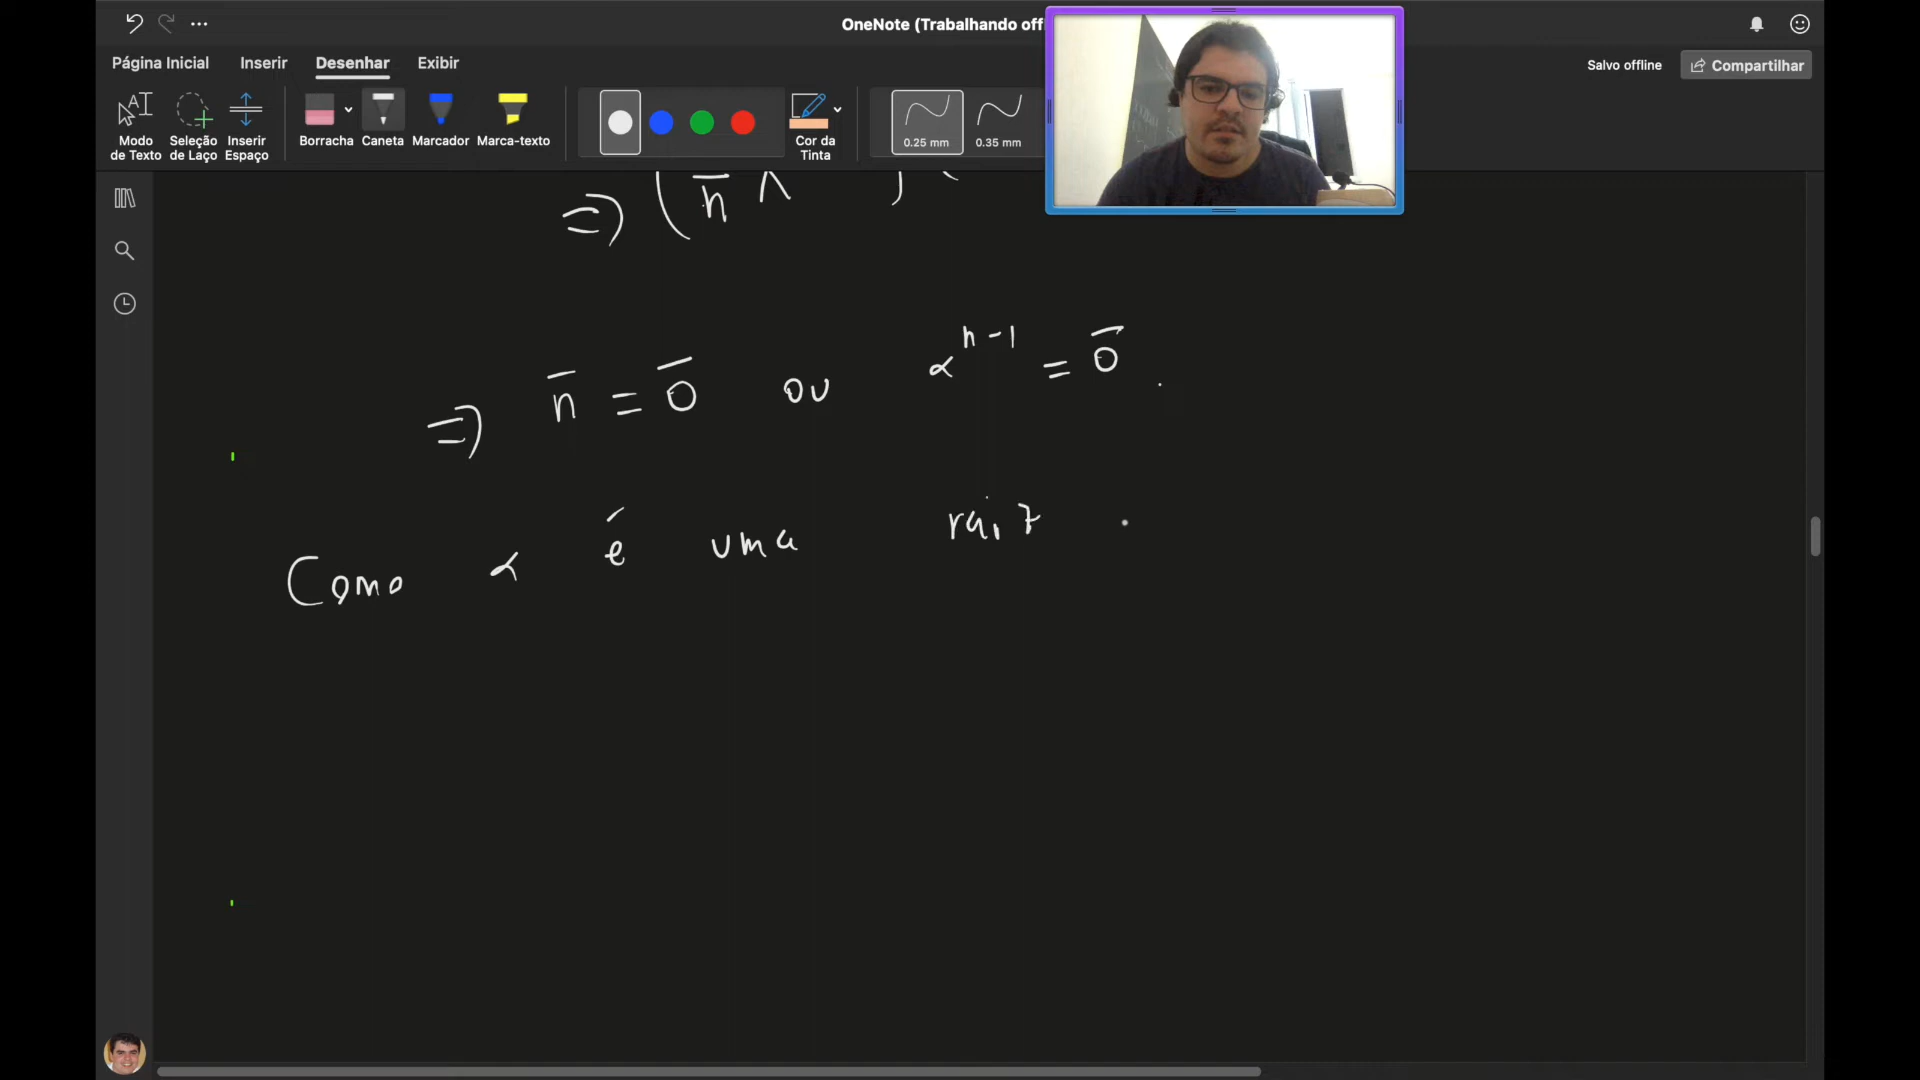 OneNote (Trabalhando off
Salvo offline
Compartilhar
Página Inicial Inserir Desenhar Exibir
Modo de Texto
Seleção de Laço
Inserir Espaço
Borracha
Caneta
Marcador
Marca-texto
Cor da Tinta
0.25 mm
0.35 mm
=> ( n̅
=> n̅ = 0̅ ou α^{n-1} = 0̅ .
Como α é uma raiz